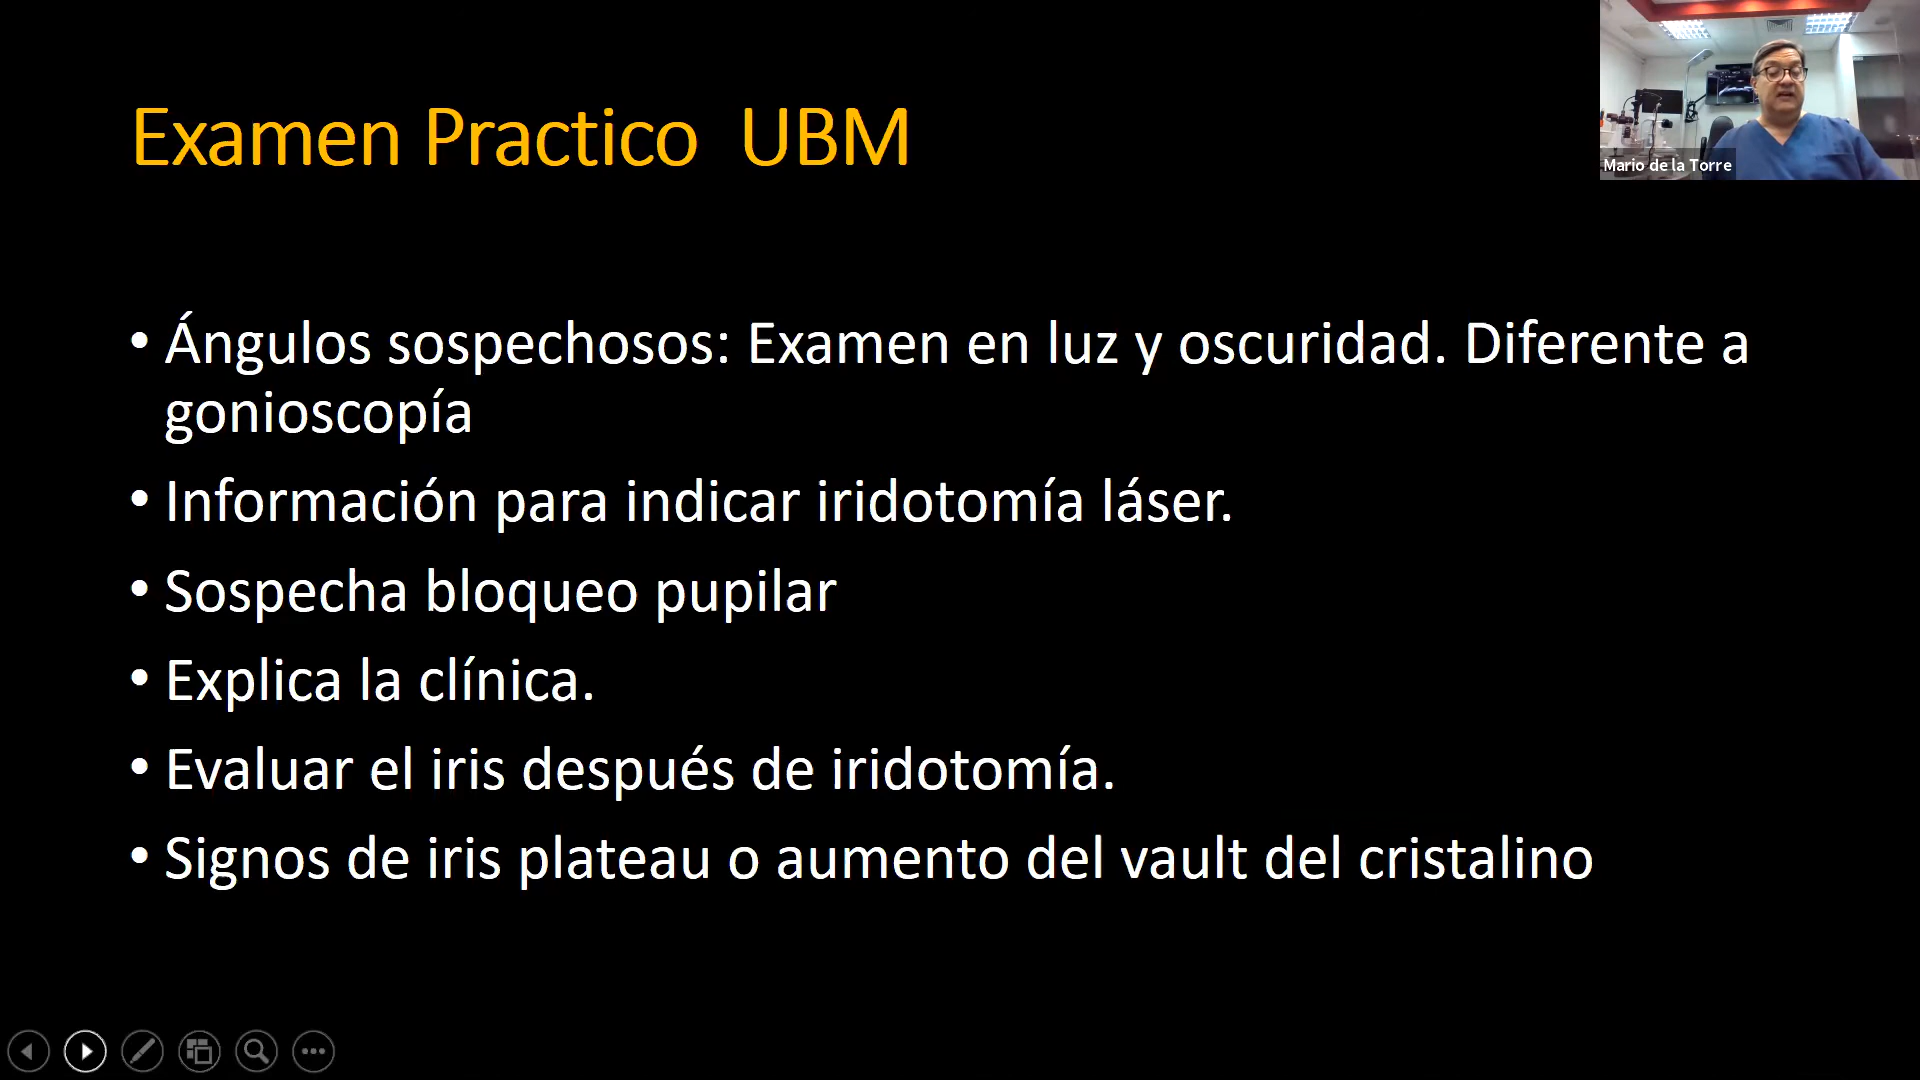 Examen Practico UBM
Mario de la Torre
• Ángulos sospechosos: Examen en luz y oscuridad. Diferente a
gonioscopía
• Información para indicar iridotomía láser.
• Sospecha bloqueo pupilar
• Explica la clínica.
• Evaluar el iris después de iridotomía.
• Signos de iris plateau o aumento del vault del cristalino